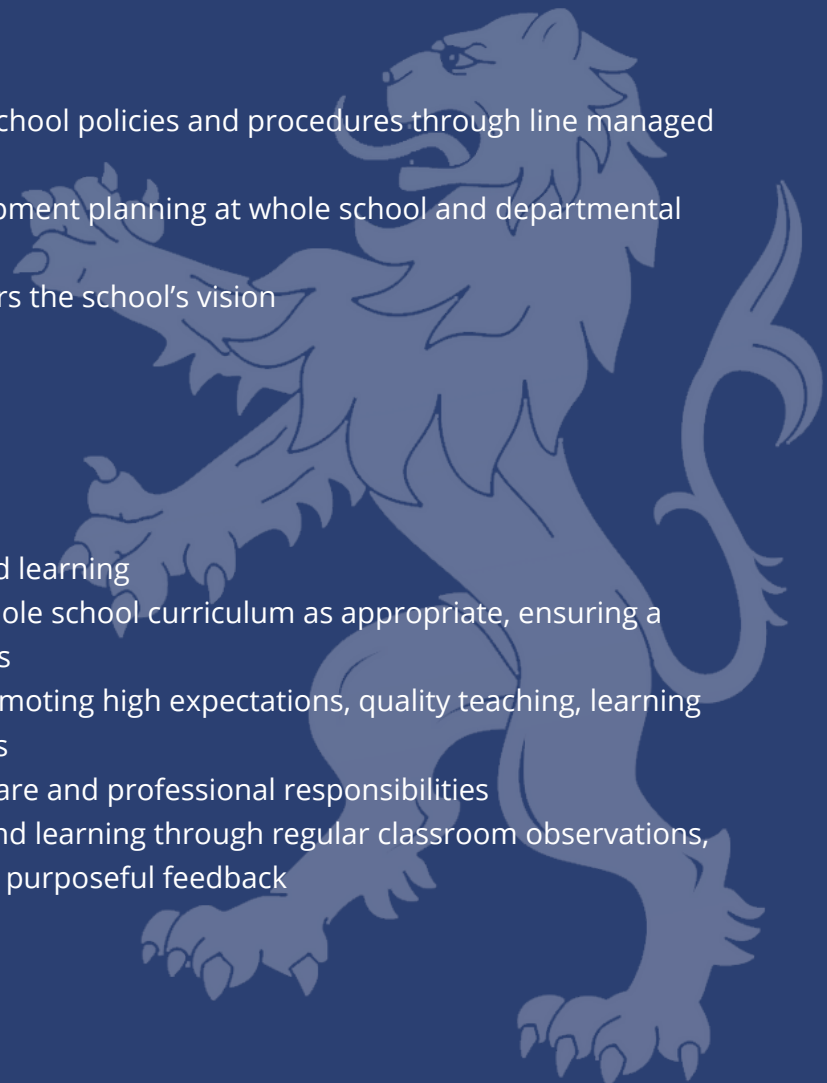 chool policies and procedures through line managed
pment planning at whole school and departmental
rs the school’s vision
d learning
ole school curriculum as appropriate, ensuring a
s
moting high expectations, quality teaching, learning
s
are and professional responsibilities
nd learning through regular classroom observations,
purposeful feedback